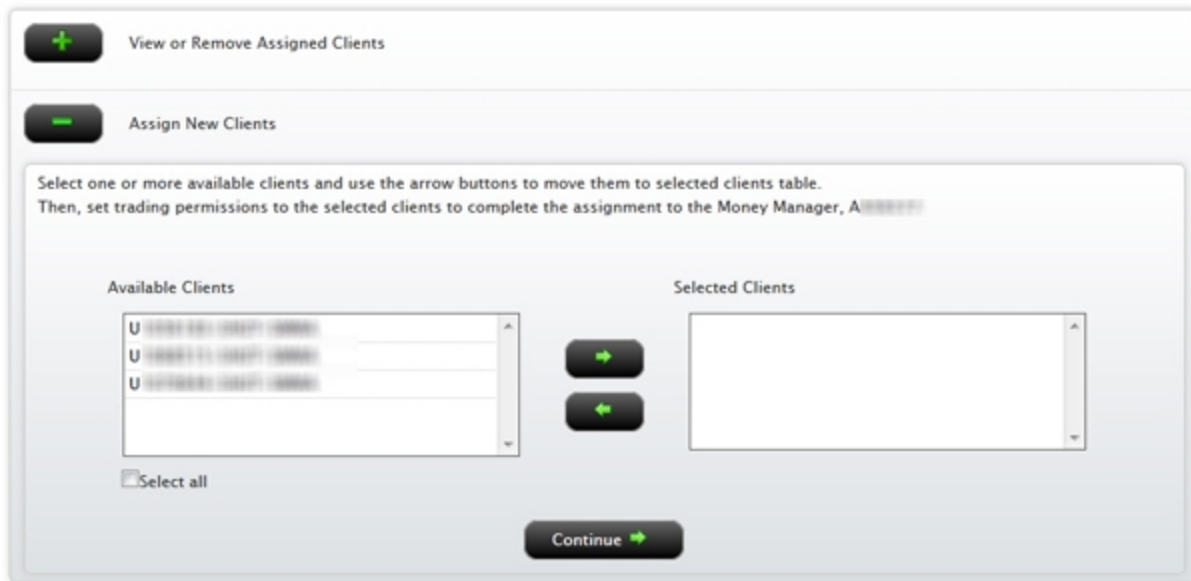 View or Remove Assigned Clients
Assign New Clients
Select one or more available clients and use the arrow buttons to move them to selected clients table.
Then, set trading permissions to the selected clients to complete the assignment to the Money Manager, A
Available Clients
Selected Clients
U
U
U
Select all
Continue